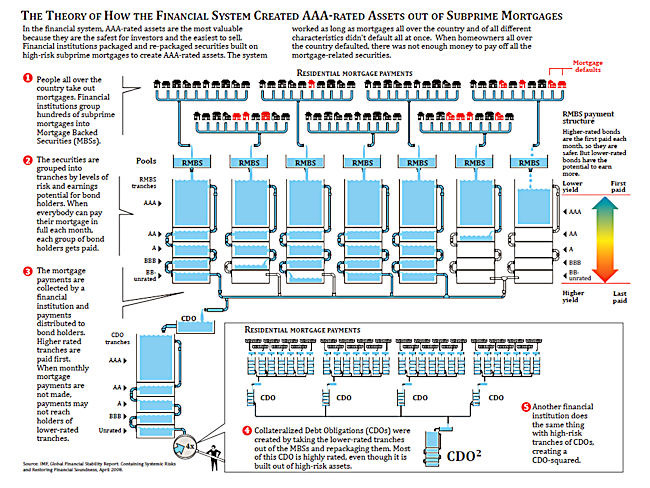 THE THEORY OF HOW THE FINANCIAL SYSTEM CREATED AAA-RATED ASSETS OUT OF SUBPRIME MORTGAGES
In the financial system, AAA-rated assets are the most valuable
because they are the safest for investors and the easiest to sell.
Financial institutions packaged and re-packaged securities built on
high-risk subprime mortgages to create AAA-rated assets. The system
worked as long as mortgages all over the country and of all different
characteristics didn't default all at once. When homeowners all over
the country defaulted, there was not enough money to pay off all the
mortgage-related securities.
1 People all over the
country take out
mortgages. Financial
institutions group
hundreds of subprime
mortgages into
Mortgage Backed
Securities (MBSs).
RESIDENTIAL MORTGAGE PAYMENTS
Mortgage
defaults
RMBS payment
structure
Higher-rated bonds
are the first paid each
month, so they are
safer. But lower-rated
bonds have the
potential to earn
more.
2 The securities are
grouped into
tranches by levels of
risk and earnings
potential for bond
holders. When
everybody can pay
their mortgage in
full each month,
each group of bond
holders gets paid.
Pools
RMBS RMBS RMBS RMBS RMBS RMBS RMBS
RMBS
tranches
AAA
AA
A
BBB
BB-
unrated
Lower
yield
First
paid
AAA
AA
A
BBB
BB-
unrated
Higher
yield
Last
paid
3 The mortgage
payments are
collected by a
financial
institution and
payments
distributed to
bond holders.
Higher rated
tranches are
paid first.
When monthly
mortgage
payments are
not made,
payments may
not reach
holders of
lower-rated
tranches.
CDO
CDO
tranches
AAA
AA
A
BBB
Unrated
4x
RESIDENTIAL MORTGAGE PAYMENTS
CDO CDO CDO CDO
4 Collateralized Debt Obligations (CDOs) were
created by taking the lower-rated tranches
out of the MBSs and repackaging them. Most
of this CDO is highly rated, even though it is
built out of high-risk assets.
CDO²
5 Another financial
institution does
the same thing
with high-risk
tranches of CDOs,
creating a
CDO-squared.
Source: IMF, Global Financial Stability Report: Containing Systemic Risks
and Restoring Financial Soundness, April 2008.